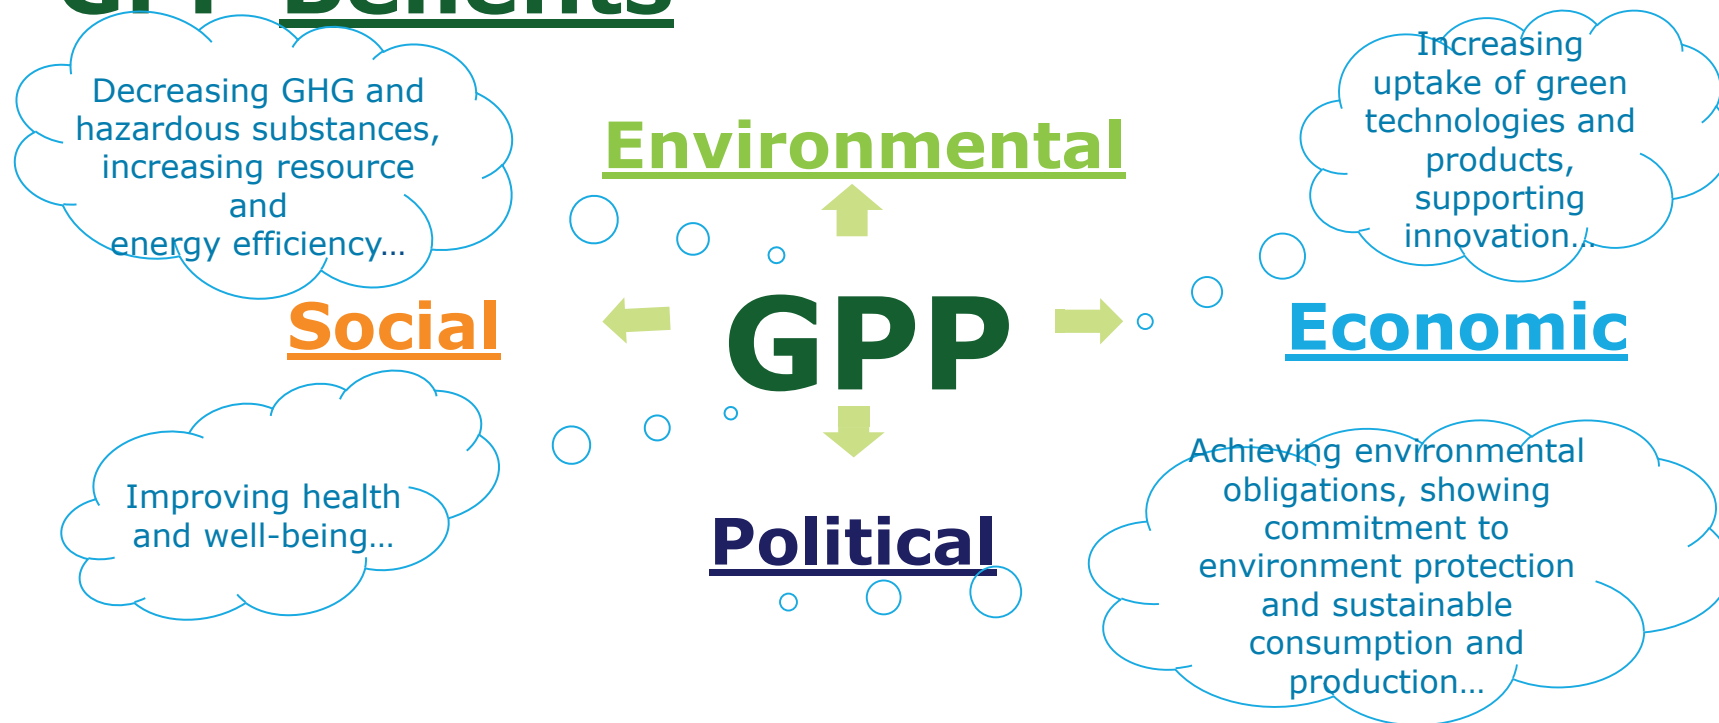 GPP Benefits
Decreasing GHG and
hazardous substances,
increasing resource
and
energy efficiency…
Environmental
Increasing
uptake of green
technologies and
products,
supporting
innovation…
Social
GPP
Economic
Improving health
and well-being…
Political
Achieving environmental
obligations, showing
commitment to
environment protection
and sustainable
consumption and
production…